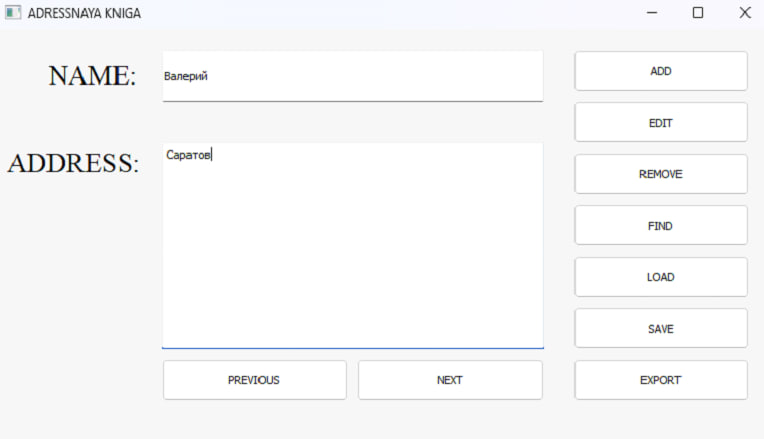 ADRESSNAYA KNIGA
NAME:
Валерий
ADDRESS:
Саратов
PREVIOUS
NEXT
ADD
EDIT
REMOVE
FIND
LOAD
SAVE
EXPORT